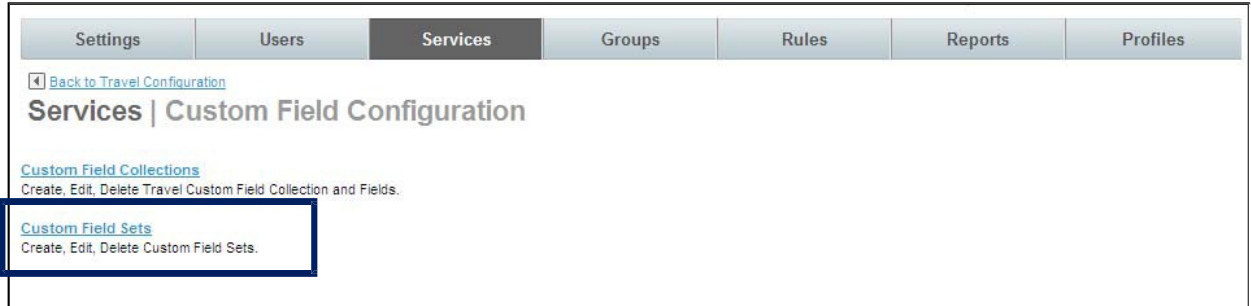 Settings Users Services Groups Rules Reports Profiles
Back to Travel Configuration
Services | Custom Field Configuration
Custom Field Collections
Create, Edit, Delete Travel Custom Field Collection and Fields.
Custom Field Sets
Create, Edit, Delete Custom Field Sets.